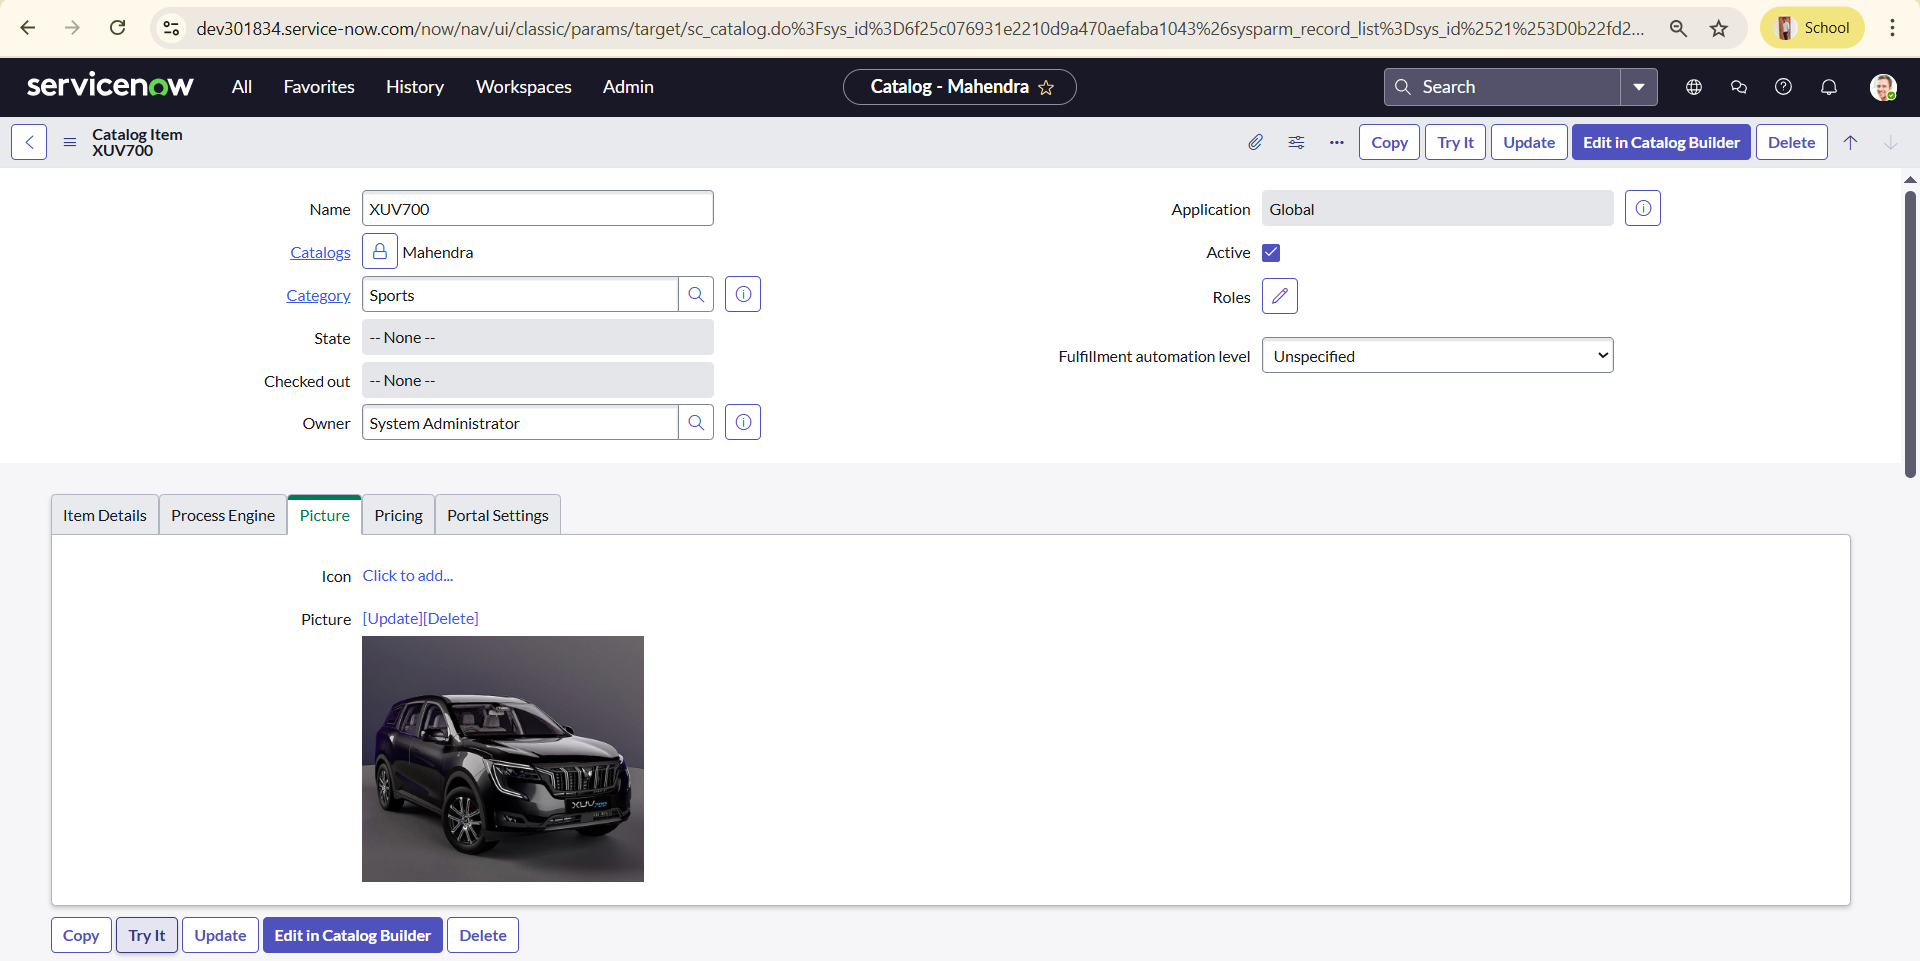 dev301834.service-now.com/now/nav/ui/classic/params/target/sc_catalog.do%3Fsys_id%3D6f25c076931e2210d9a470aefaba1043%26sysparm_record_list%3Dsys_id%2521%253D0b22fd2...
School
servicenow All Favorites History Workspaces Admin Catalog - Mahendra Search
Catalog Item
XUV700
Copy Try It Update Edit in Catalog Builder Delete
Name XUV700
Application Global
Catalogs Mahendra
Active
Category Sports
Roles
State -- None --
Fulfillment automation level Unspecified
Checked out -- None --
Owner System Administrator
Item Details Process Engine Picture Pricing Portal Settings
Icon Click to add...
Picture [Update][Delete]
XUV700
Copy Try It Update Edit in Catalog Builder Delete